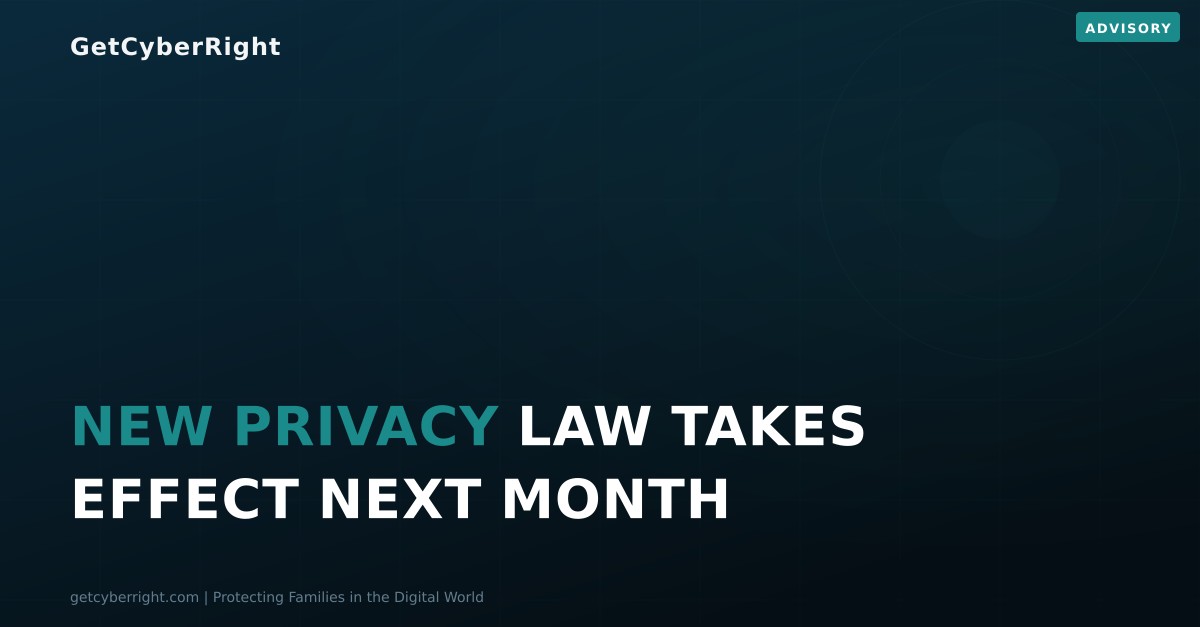 GetCyberRight
ADVISORY
NEW PRIVACY LAW TAKES
EFFECT NEXT MONTH
getcyberright.com | Protecting Families in the Digital World